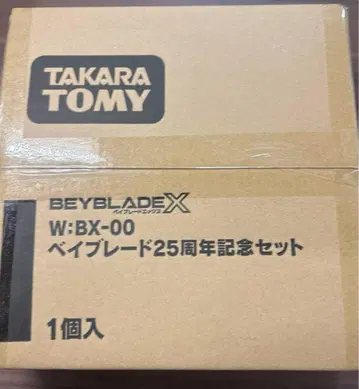 TAKARA
TOMY
BEYBLADE X
ベイブレードエックス
W:BX-00
ベイブレード25周年記念セット
1個入